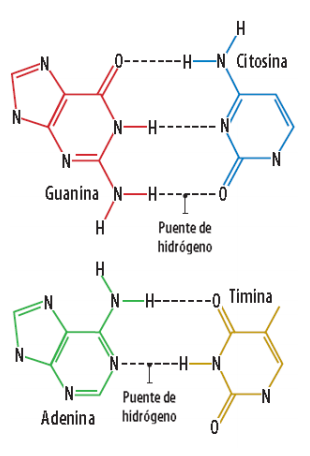 H
N O H N Citosina
N N H N
N N
Guanina N H O
H
Puente de
hidrógeno
H
N N H O Timina
N N H N
N N
Adenina
Puente de
hidrógeno
O